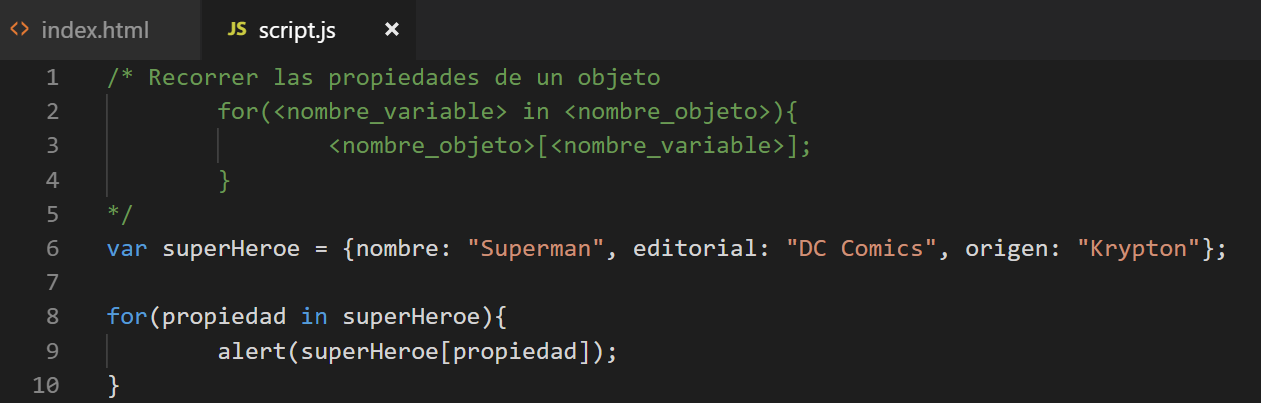 <> index.html JS script.js ×
1 /* Recorrer las propiedades de un objeto
2 for(<nombre_variable> in <nombre_objeto>){
3 <nombre_objeto>[<nombre_variable>];
4 }
5 */
6 var superHeroe = {nombre: "Superman", editorial: "DC Comics", origen: "Krypton"};
7
8 for(propiedad in superHeroe){
9 alert(superHeroe[propiedad]);
10 }